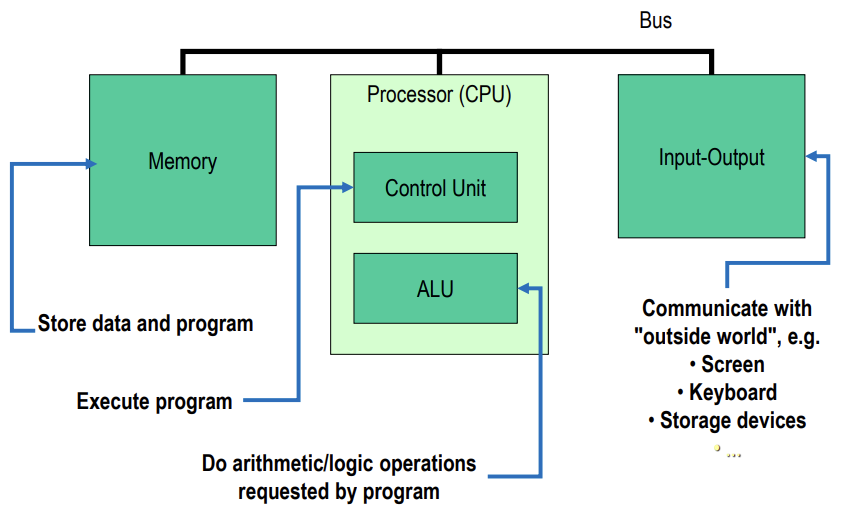 Bus
Processor (CPU)
Memory
Control Unit
Input-Output
ALU
Store data and program
Execute program
Do arithmetic/logic operations
requested by program
Communicate with
"outside world", e.g.
• Screen
• Keyboard
• Storage devices
• ...